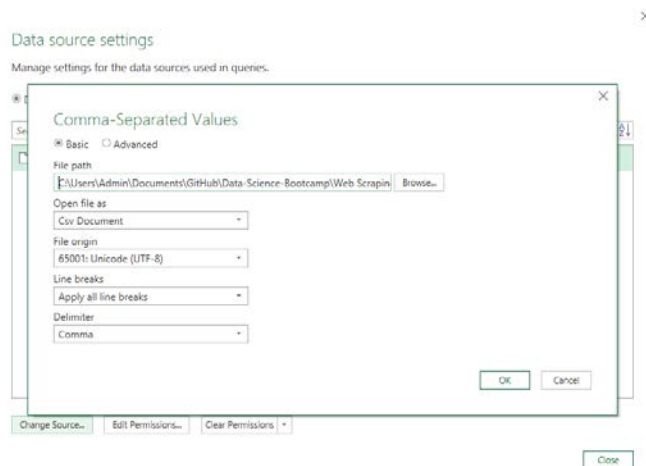 Data source settings
Manage settings for the data sources used in queries.
Comma-Separated Values
Basic Advanced
File path
C:\Users\Admin\Documents\GitHub\Data-Science-Bootcamp\Web Scrapin Browse...
Open file as
Csv Document
File origin
65001: Unicode (UTF-8)
Line breaks
Apply all line breaks
Delimiter
Comma
OK Cancel
Change Source... Edit Permissions... Clear Permissions
Close